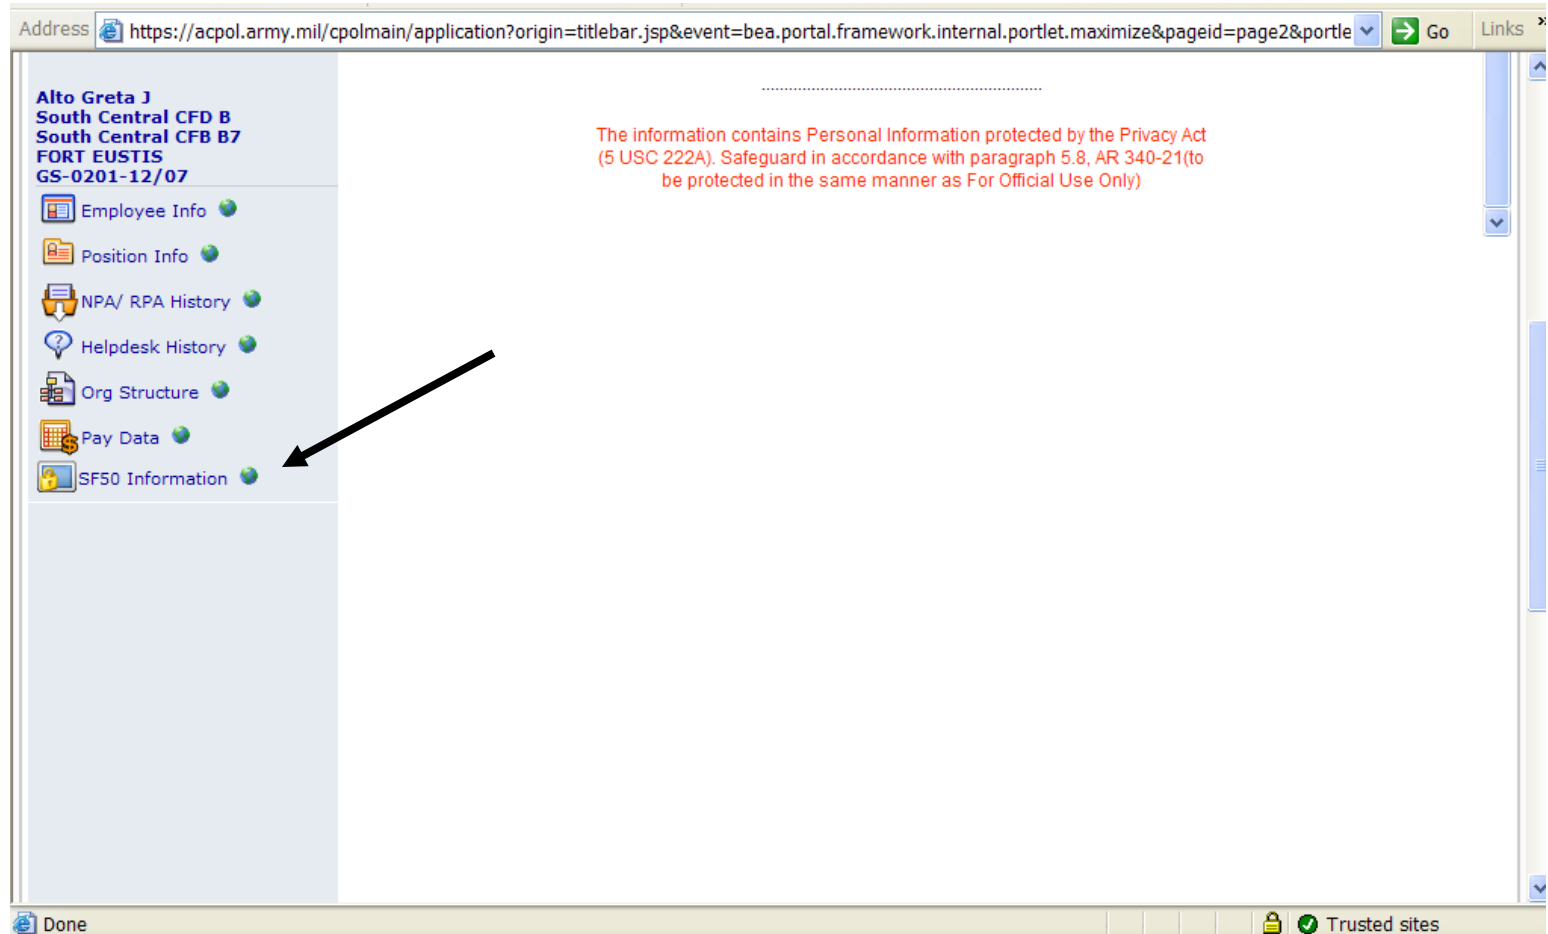 Address https://acpol.army.mil/cpolmain/application?origin=titlebar.jsp&event=bea.portal.framework.internal.portlet.maximize&pageid=page2&portle Go Links »
Alto Greta J
South Central CFD B
South Central CFB B7
FORT EUSTIS
GS-0201-12/07
Employee Info
Position Info
NPA/ RPA History
Helpdesk History
Org Structure
Pay Data
SF50 Information
The information contains Personal Information protected by the Privacy Act
(5 USC 222A). Safeguard in accordance with paragraph 5.8, AR 340-21(to
be protected in the same manner as For Official Use Only)
Done Trusted sites